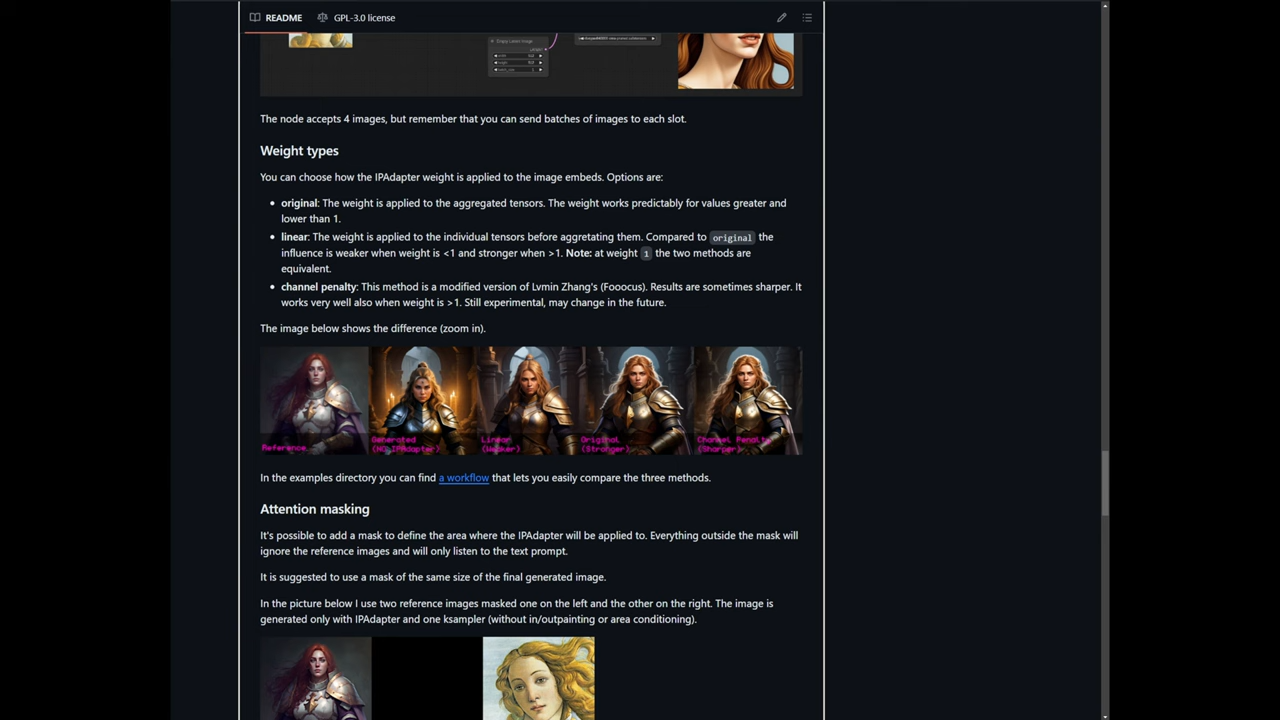 README
GPL-3.0 license
The node accepts 4 images, but remember that you can send batches of images to each slot.
Weight types
You can choose how the IPAdapter weight is applied to the image embeds. Options are:
original: The weight is applied to the aggregated tensors. The weight works predictably for values greater and
lower than 1.
linear: The weight is applied to the individual tensors before aggretating them. Compared to original the
influence is weaker when weight is <1 and stronger when >1. Note: at weight 1 the two methods are
equivalent.
channel penalty: This method is a modified version of Lvmin Zhang's (Fooocus). Results are sometimes sharper. It
works very well also when weight is >1. Still experimental, may change in the future.
The image below shows the difference (zoom in).
Reference
Generated
(NO IPAdapter)
Linear
(Weaker)
Original
(Stronger)
Channel Penalty
(Sharper)
In the examples directory you can find a workflow that lets you easily compare the three methods.
Attention masking
It's possible to add a mask to define the area where the IPAdapter will be applied to. Everything outside the mask will
ignore the reference images and will only listen to the text prompt.
It is suggested to use a mask of the same size of the final generated image.
In the picture below I use two reference images masked one on the left and the other on the right. The image is
generated only with IPAdapter and one ksampler (without in/outpainting or area conditioning).